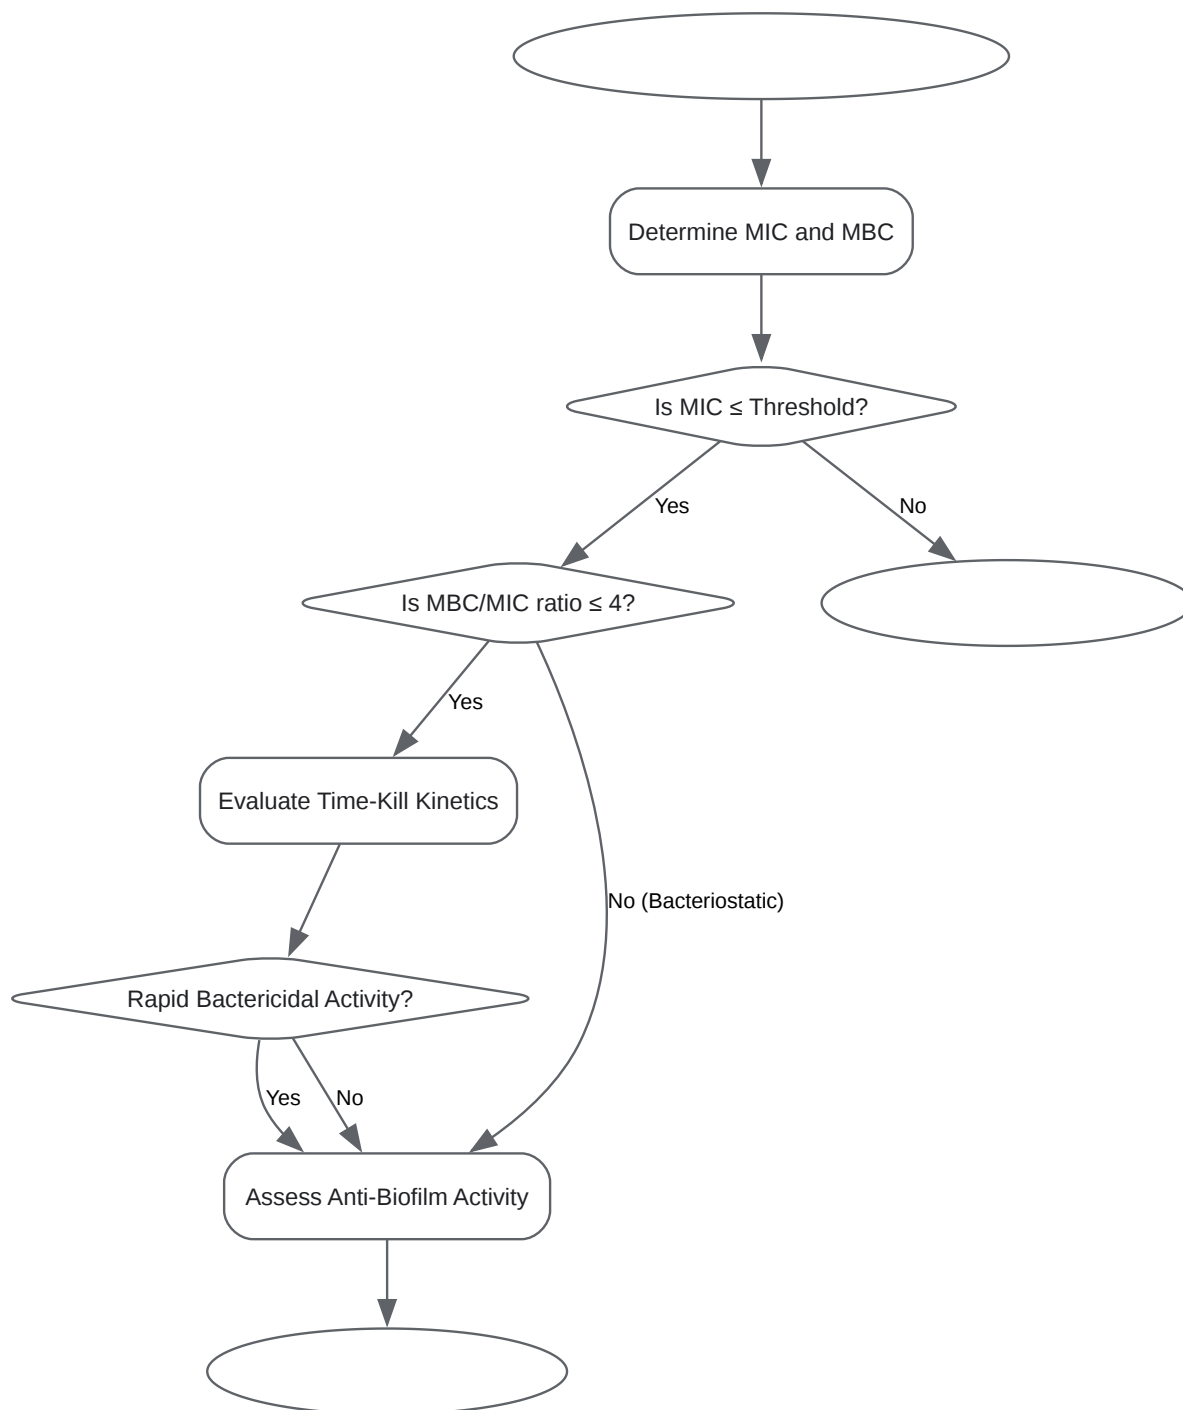 Determine MIC and MBC
Is MIC ≤ Threshold?
Yes
No
Is MBC/MIC ratio ≤ 4?
Yes
Evaluate Time-Kill Kinetics
No (Bacteriostatic)
Rapid Bactericidal Activity?
Yes
No
Assess Anti-Biofilm Activity